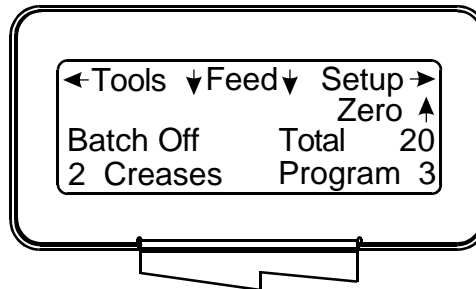 ←Tools ↓Feed↓ Setup→
Zero ↑
Batch Off Total 20
2 Creases Program 3